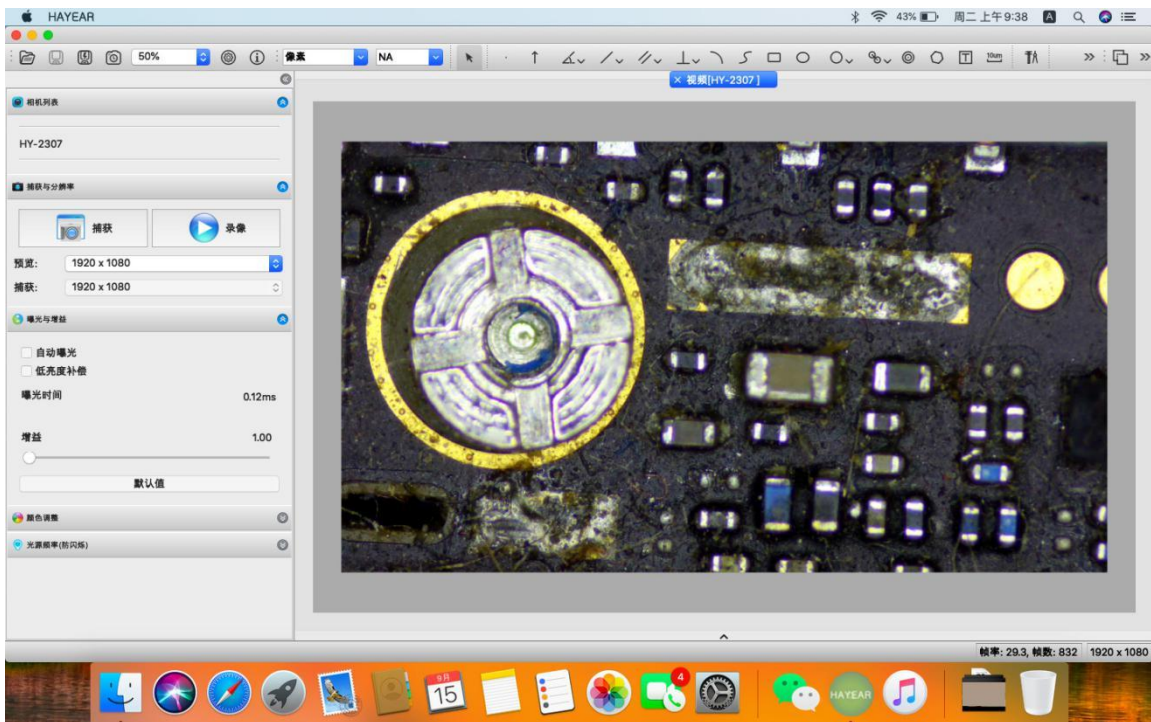 HAYEAR
43%
周二上午9:38
A
50%
像素
NA
T
10um
× 视频[HY-2307 ]
相机列表
HY-2307
捕获与分辨率
捕获
录像
预览:
1920 x 1080
捕获:
1920 x 1080
曝光与增益
自动曝光
低亮度补偿
曝光时间
0.12ms
增益
1.00
默认值
颜色调整
光源频率(防闪烁)
帧率: 29.3, 帧数: 832
1920 x 1080
9月
15
4
HAYEAR